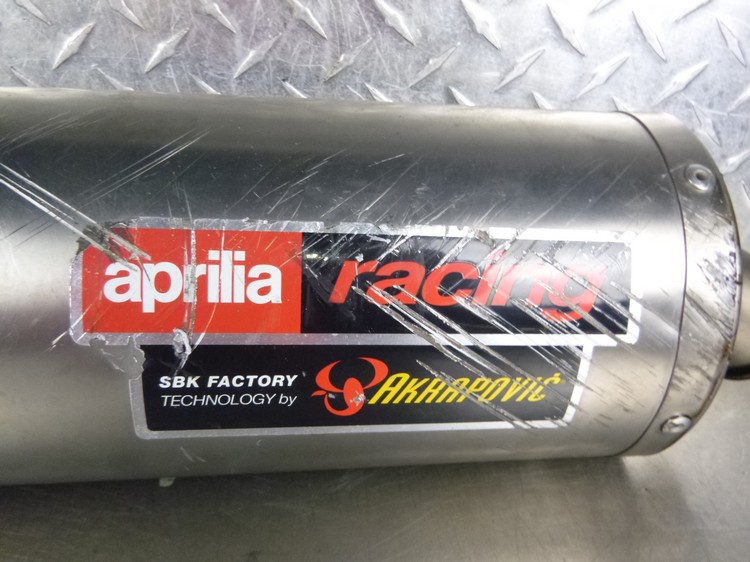 aprilia racing
SBK FACTORY
TECHNOLOGY by
AKRAPOVIČ